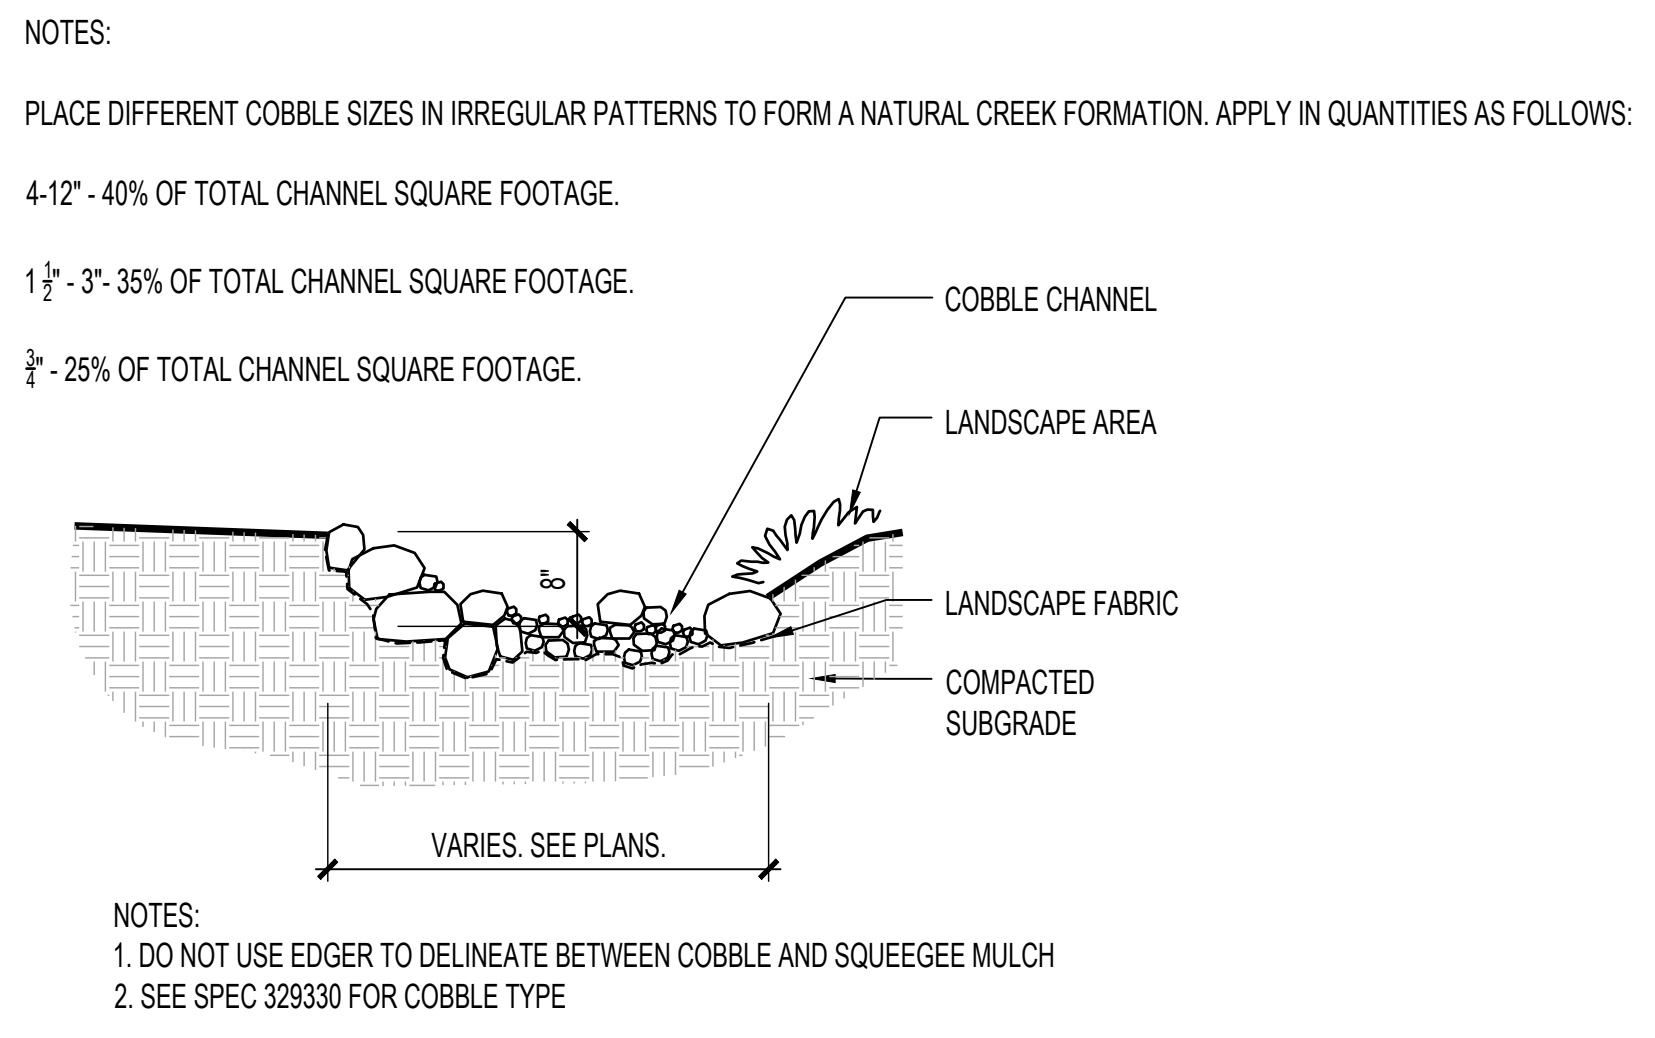 NOTES:
PLACE DIFFERENT COBBLE SIZES IN IRREGULAR PATTERNS TO FORM A NATURAL CREEK FORMATION. APPLY IN QUANTITIES AS FOLLOWS:
4-12" - 40% OF TOTAL CHANNEL SQUARE FOOTAGE.
1 1/2" - 3"- 35% OF TOTAL CHANNEL SQUARE FOOTAGE.
3/4" - 25% OF TOTAL CHANNEL SQUARE FOOTAGE.
COBBLE CHANNEL
LANDSCAPE AREA
8"
LANDSCAPE FABRIC
COMPACTED
SUBGRADE
VARIES. SEE PLANS.
NOTES:
1. DO NOT USE EDGER TO DELINEATE BETWEEN COBBLE AND SQUEEGEE MULCH
2. SEE SPEC 329330 FOR COBBLE TYPE